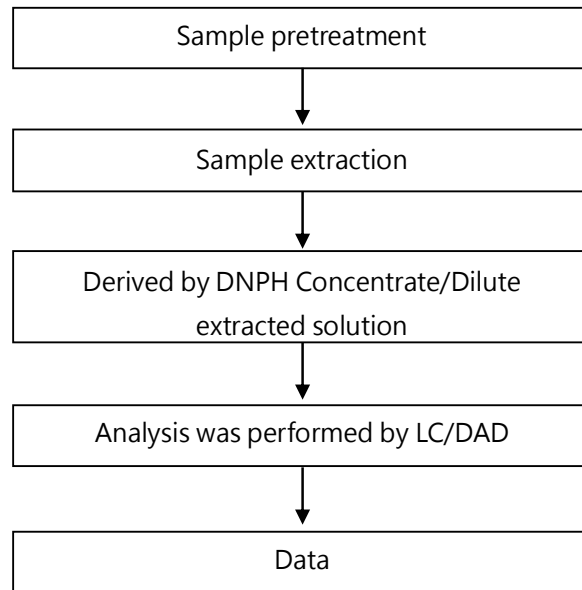 Sample pretreatment
Sample extraction
Derived by DNPH Concentrate/Dilute
extracted solution
Analysis was performed by LC/DAD
Data